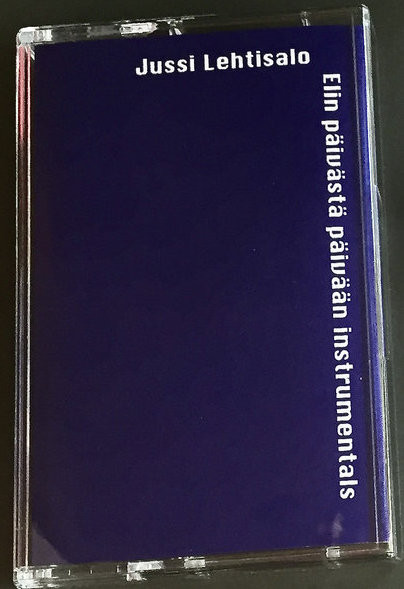 Jussi Lehtisalo
Elin päivästä päivään instrumentals